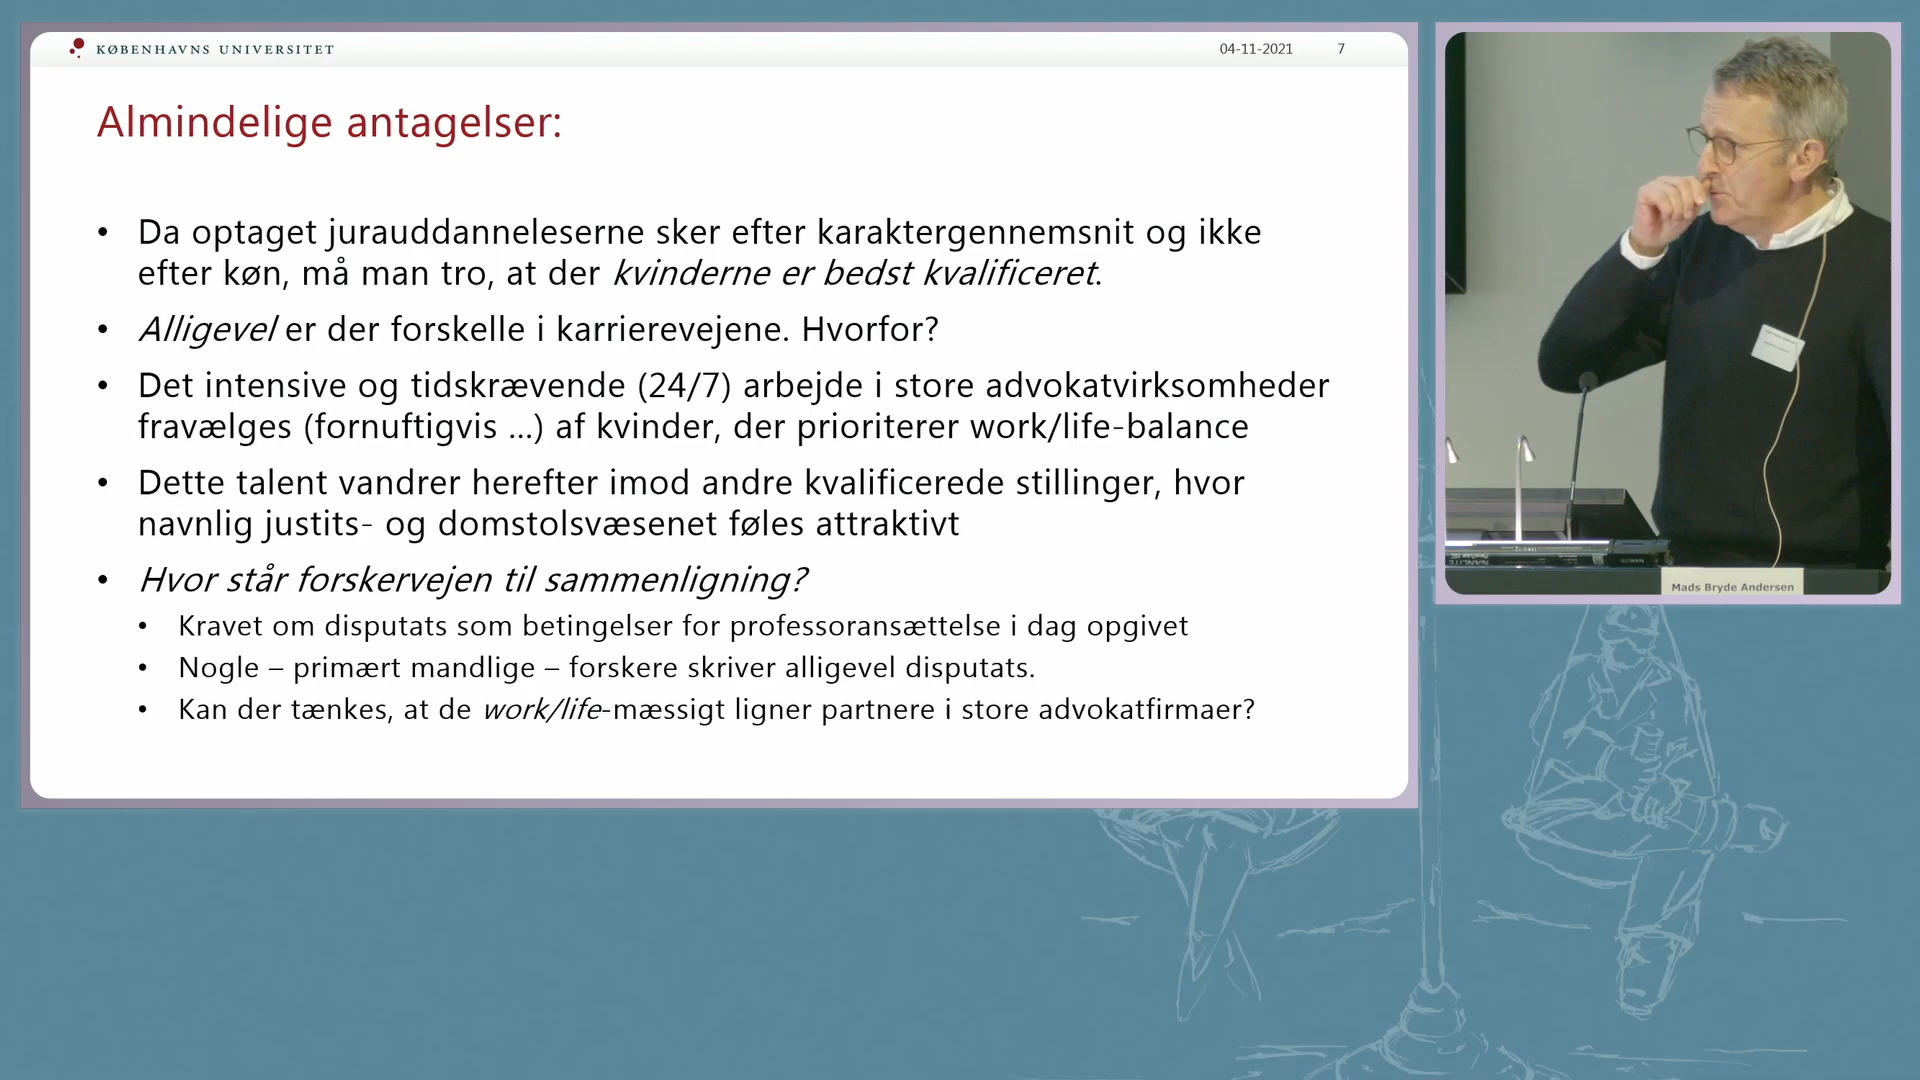 KØBENHAVNS UNIVERSITET
04-11-2021 7
Almindelige antagelser:
• Da optaget jurauddanneleserne sker efter karaktergennemsnit og ikke
efter køn, må man tro, at der kvinderne er bedst kvalificeret.
• Alligevel er der forskelle i karrierevejene. Hvorfor?
• Det intensive og tidskrævende (24/7) arbejde i store advokatvirksomheder
fravælges (fornuftigvis ...) af kvinder, der prioriterer work/life-balance
• Dette talent vandrer herefter imod andre kvalificerede stillinger, hvor
navnlig justits- og domstolsvæsenet føles attraktivt
• Hvor står forskervejen til sammenligning?
• Kravet om disputats som betingelser for professoransættelse i dag opgivet
• Nogle – primært mandlige – forskere skriver alligevel disputats.
• Kan der tænkes, at de work/life-mæssigt ligner partnere i store advokatfirmaer?
NANLITE
Mads Bryde Andersen